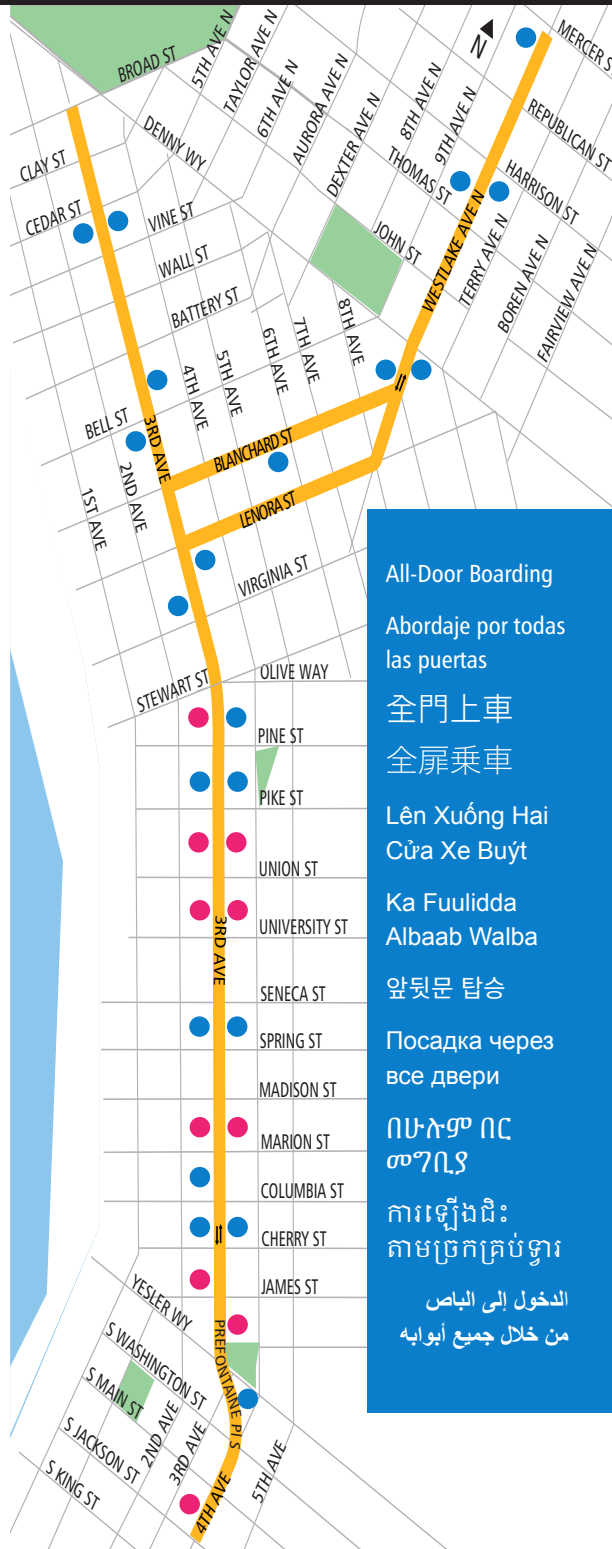 MERCER S
N
BROAD ST
5TH AVE N
TAYLOR AVE N
6TH AVE N
AURORA AVE N
DEXTER AVE N
8TH AVE N
9TH AVE N
REPUBLICAN ST
DENNY WY
THOMAS ST
HARRISON ST
CLAY ST
CEDAR ST
VINE ST
WALL ST
BATTERY ST
JOHN ST
WESTLAKE AVE N
TERRY AVE N
BOREN AVE N
FAIRVIEW AVE N
4TH AVE
5TH AVE
6TH AVE
7TH AVE
8TH AVE
BELL ST
3RD AVE
2ND AVE
1ST AVE
BLANCHARD ST
LENORA ST
VIRGINIA ST
STEWART ST
OLIVE WAY
PINE ST
PIKE ST
UNION ST
UNIVERSITY ST
3RD AVE
SENECA ST
SPRING ST
MADISON ST
MARION ST
COLUMBIA ST
CHERRY ST
JAMES ST
YESLER WY
PREFONTAINE Pl S
S WASHINGTON ST
S MAIN ST
S JACKSON ST
S KING ST
2ND AVE
3RD AVE
4TH AVE
5TH AVE
All-Door Boarding
Abordaje por todas
las puertas
全門上車
全扉乗車
Lên Xuống Hai
Cửa Xe Buýt
Ka Fuulidda
Albaab Walba
앞뒷문 탑승
Посадка через
все двери
በሁሉም በር
መግቢያ
ការឡើងជិះ
តាមច្រកគ្រប់ទ្វារ
الدخول إلى الباص
من خلال جميع أبوابه